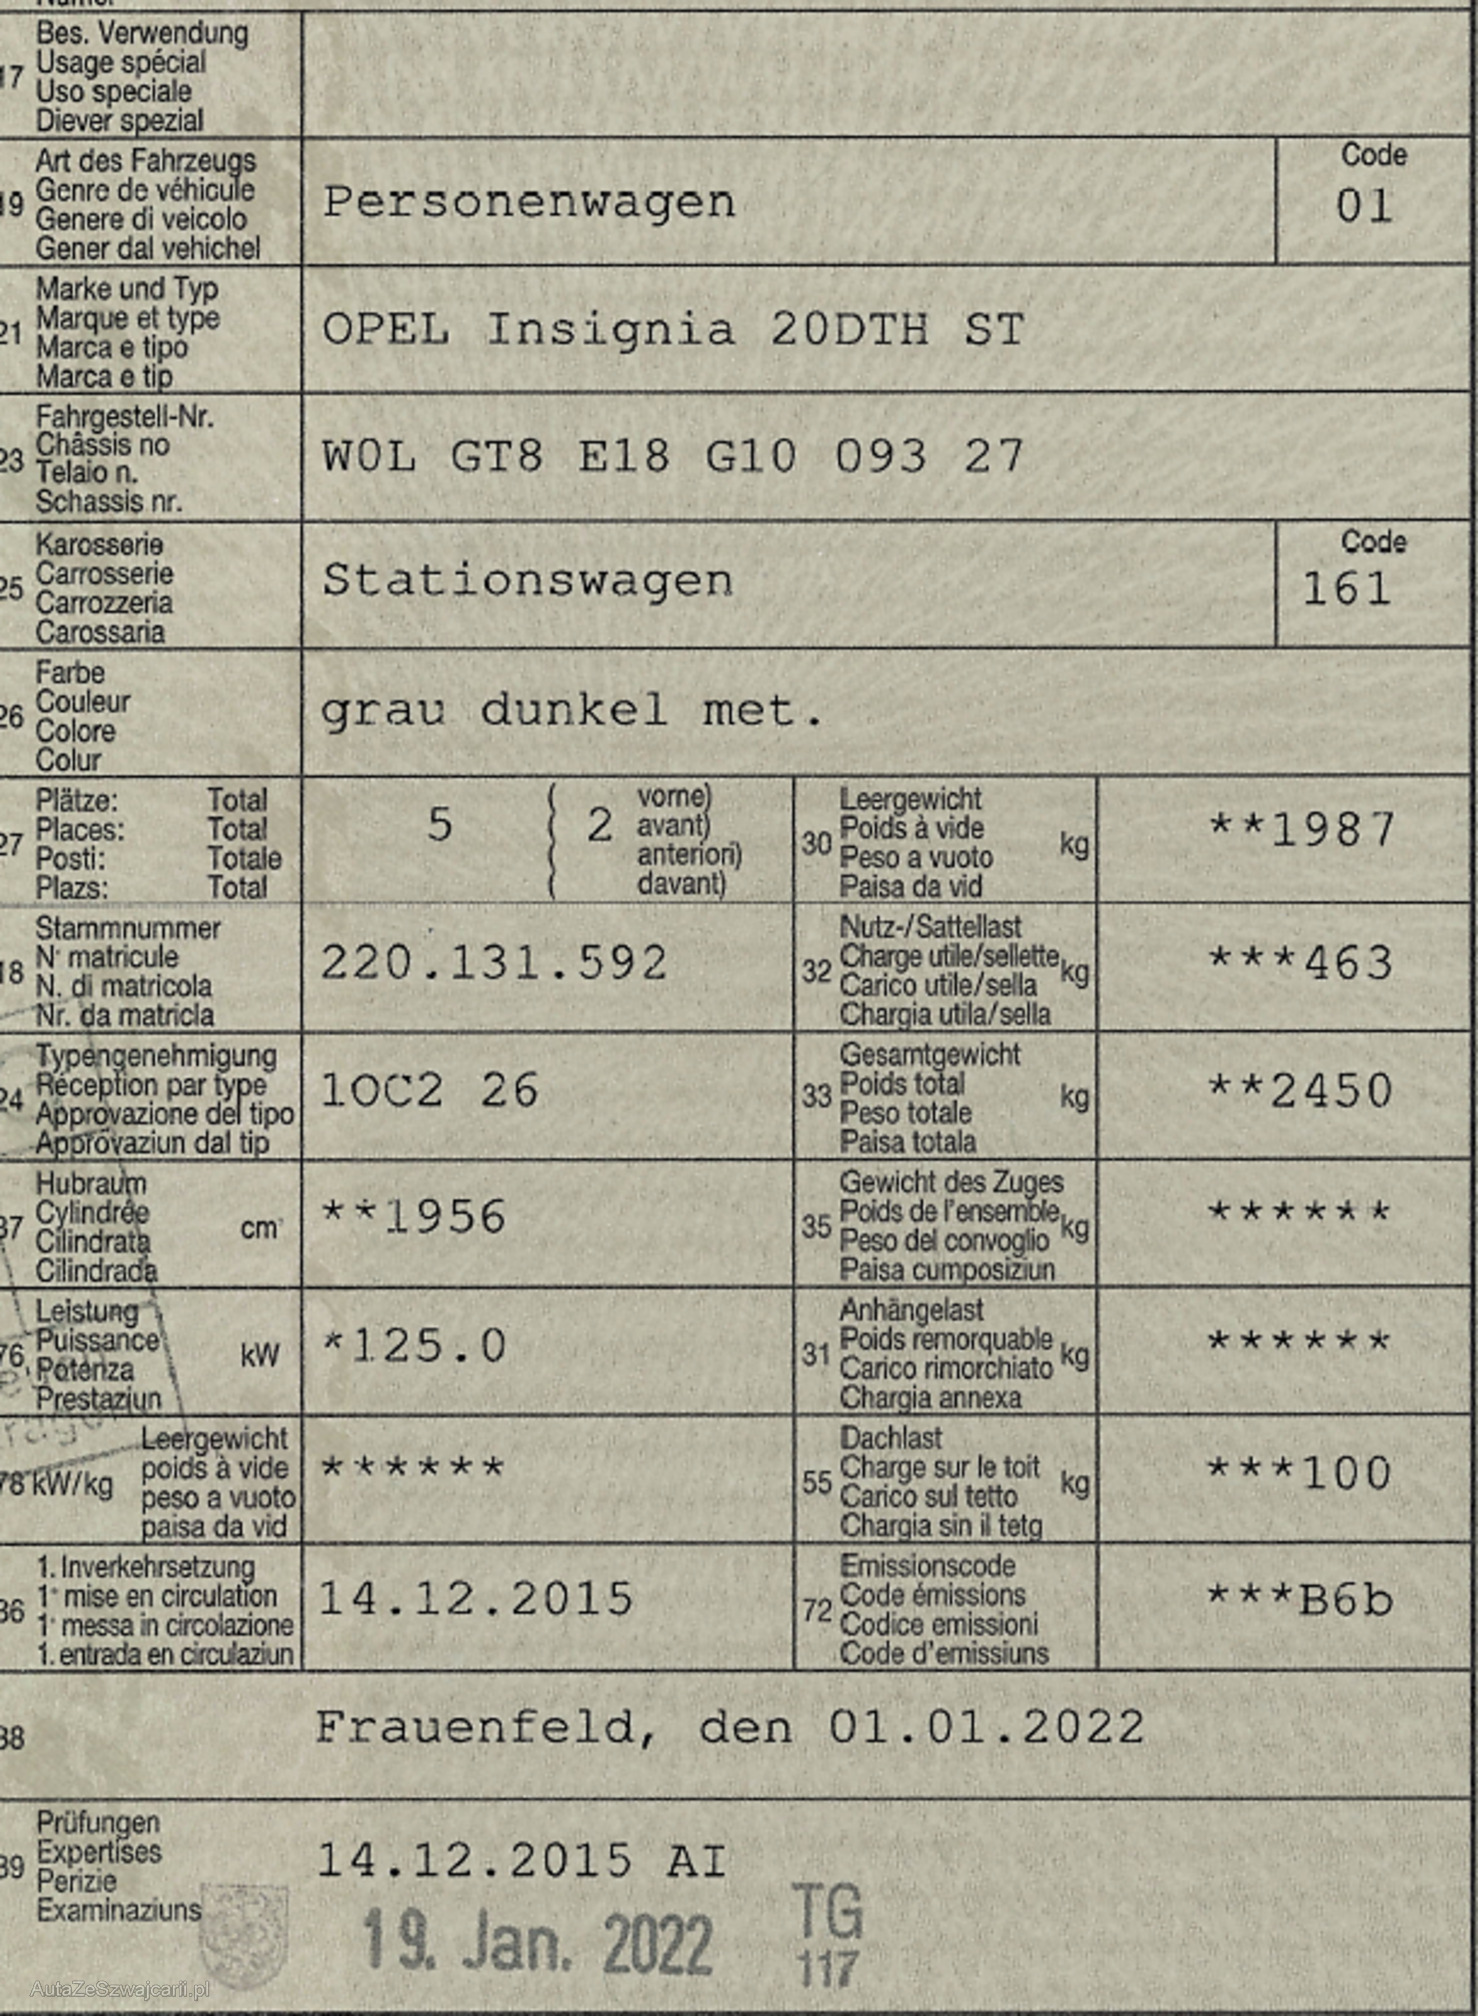 Name:
17 Bes. Verwendung
Usage spécial
Uso speciale
Diever spezial
19 Art des Fahrzeugs
Genre de véhicule
Genere di veicolo
Gener dal vehichel
Personenwagen
Code
01
21 Marke und Typ
Marque et type
Marca e tipo
Marca e tip
OPEL Insignia 20DTH ST
23 Fahrgestell-Nr.
Châssis no
Telaio n.
Schassis nr.
W0L GT8 E18 G10 093 27
25 Karosserie
Carrosserie
Carrozzeria
Carossaria
Stationswagen
Code
161
26 Farbe
Couleur
Colore
Colur
grau dunkel met.
27 Plätze: Total
Places: Total
Posti: Totale
Plazs: Total
5 ( 2 vorne)
( avant)
( anteriori)
( davant)
30 Leergewicht
Poids à vide
Peso a vuoto
Paisa da vid
kg
**1987
18 Stammnummer
N° matricule
N. di matricola
Nr. da matricla
220.131.592
32 Nutz-/Sattellast
Charge utile/sellette
Carico utile/sella
Chargia utila/sella
kg
***463
24 Typengenehmigung
Réception par type
Approvazione del tipo
Approvaziun dal tip
1OC2 26
33 Gesamtgewicht
Poids total
Peso totale
Paisa totala
kg
**2450
37 Hubraum
Cylindrée
Cilindrata
Cilindrada
cm³
**1956
35 Gewicht des Zuges
Poids de l'ensemble
Peso del convoglio
Paisa cumposiziun
kg
******
76 Leistung
Puissance
Potenza
Prestaziun
kW
*125.0
31 Anhängelast
Poids remorquable
Carico rimorchiato
Chargia annexa
kg
******
78 kW/kg
Leergewicht
poids à vide
peso a vuoto
paisa da vid
******
55 Dachlast
Charge sur le toit
Carico sul tetto
Chargia sin il tetg
kg
***100
36 1. Inverkehrsetzung
1° mise en circulation
1° messa in circolazione
1. entrada en circulaziun
14.12.2015
72 Emissionscode
Code émissions
Codice emissioni
Code d'emissiuns
***B6b
38 Frauenfeld, den 01.01.2022
39 Prüfungen
Expertises
Perizie
Examinaziuns
14.12.2015 AI
19. Jan. 2022
TG
117
AutaZeSzwajcarii.pl